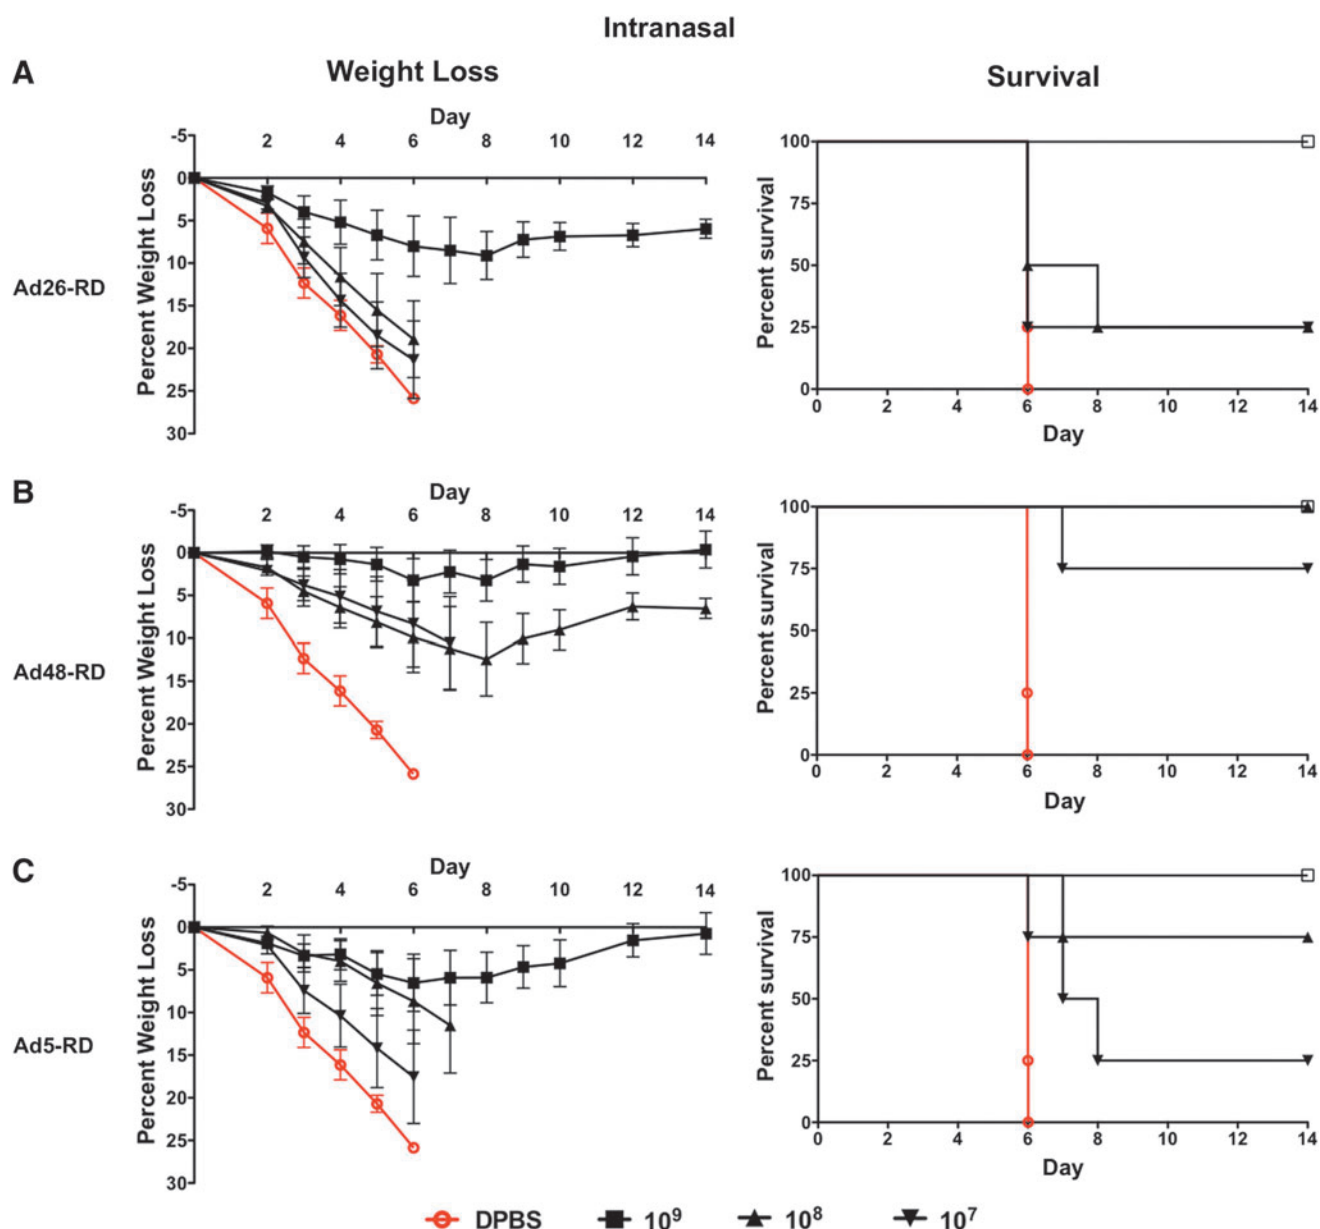 Intranasal
A
Weight Loss
Survival
Day
2 4 6 8 10 12 14
-5
0
5
10
15
20
25
30
Percent Weight Loss
Ad26-RD
100
75
50
25
0
Percent survival
0 2 4 6 8 10 12 14
Day
B
Day
2 4 6 8 10 12 14
-5
0
5
10
15
20
25
30
Percent Weight Loss
Ad48-RD
100
75
50
25
0
Percent survival
0 2 4 6 8 10 12 14
Day
C
Day
2 4 6 8 10 12 14
-5
0
5
10
15
20
25
30
Percent Weight Loss
Ad5-RD
100
75
50
25
0
Percent survival
0 2 4 6 8 10 12 14
Day
DPBS 10⁹ 10⁸ 10⁷